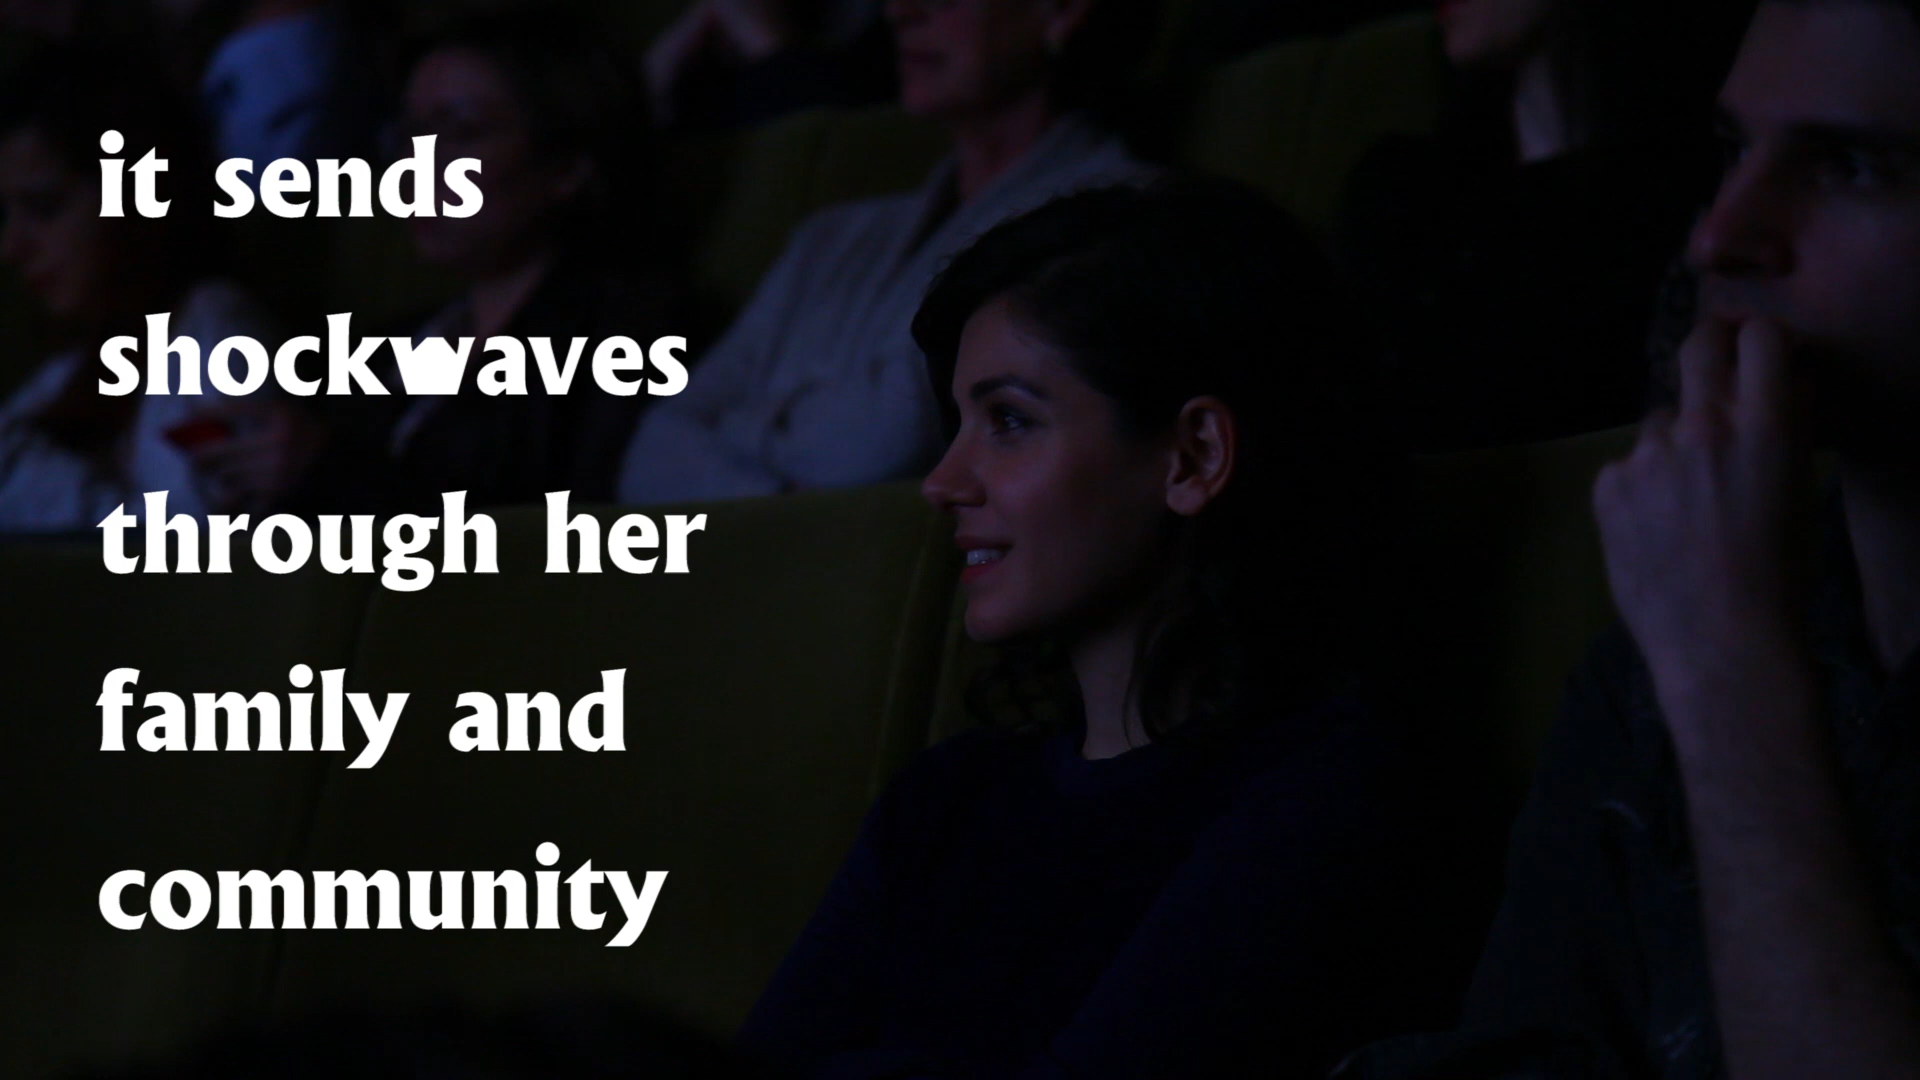 it sends
shockwaves
through her
family and
community